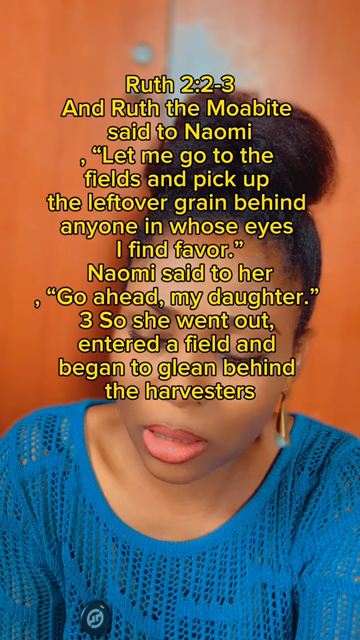 Ruth 2:2-3
And Ruth the Moabite
said to Naomi
, “Let me go to the
fields and pick up
the leftover grain behind
anyone in whose eyes
I find favor.”
Naomi said to her
, “Go ahead, my daughter.”
3 So she went out,
entered a field and
began to glean behind
the harvesters